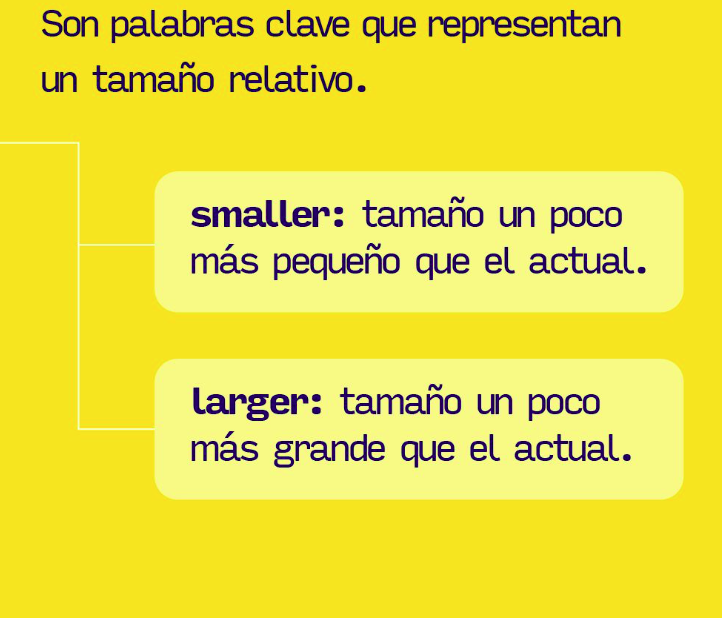 Son palabras clave que representan
un tamaño relativo.
smaller: tamaño un poco
más pequeño que el actual.
larger: tamaño un poco
más grande que el actual.